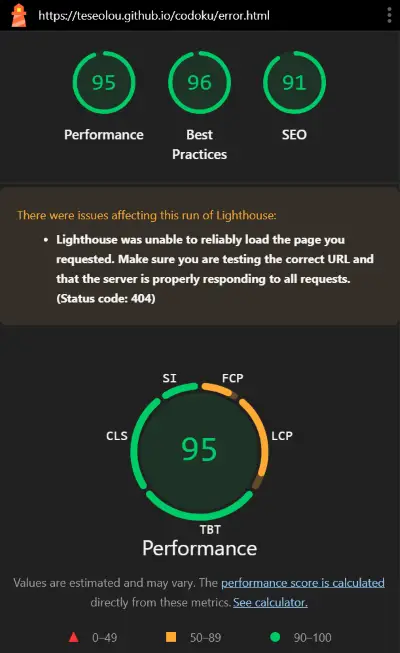 https://teseolou.github.io/codoku/error.html
95 96 91
Performance Best Practices SEO
There were issues affecting this run of Lighthouse:
• Lighthouse was unable to reliably load the page you
requested. Make sure you are testing the correct URL and
that the server is properly responding to all requests.
(Status code: 404)
SI FCP
CLS LCP
95
TBT
Performance
Values are estimated and may vary. The performance score is calculated
directly from these metrics. See calculator.
0–49 50–89 90–100